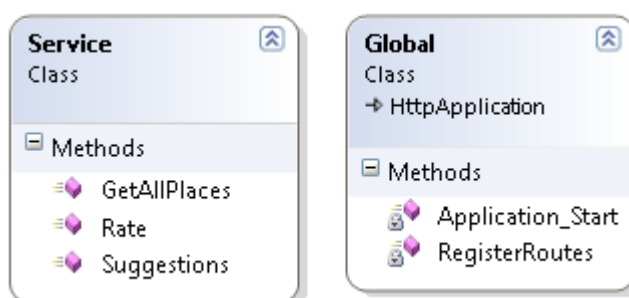 Service
Class
Methods
GetAllPlaces
Rate
Suggestions
Global
Class
HttpApplication
Methods
Application_Start
RegisterRoutes